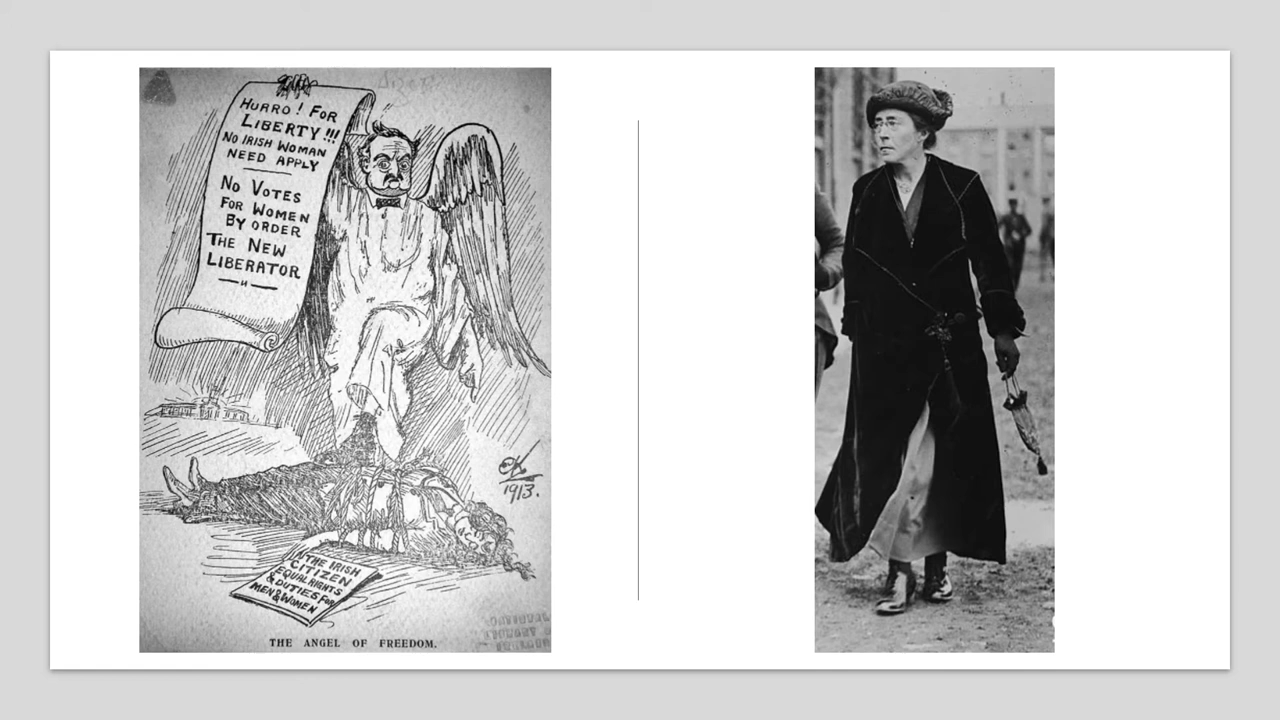 HURRO! FOR
LIBERTY!!!
NO IRISH WOMAN
NEED APPLY
NO VOTES
FOR WOMEN
BY ORDER
THE NEW
LIBERATOR
1913.
THE IRISH
CITIZEN
EQUAL RIGHTS
& DUTIES FOR
MEN & WOMEN
THE ANGEL OF FREEDOM.